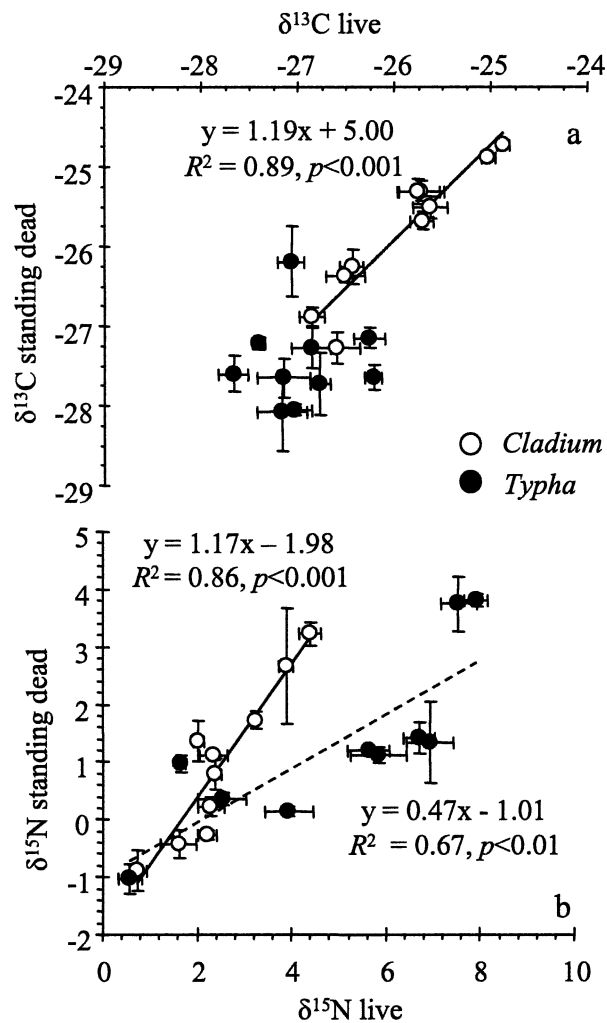 δ¹³C live
-29 -28 -27 -26 -25 -24
-24
y = 1.19x + 5.00
a
R² = 0.89, p<0.001
-25
-26
-27
-28
-29
δ¹³C standing dead
Cladium
Typha
5
y = 1.17x – 1.98
R² = 0.86, p<0.001
4
3
2
1
0
-1
-2
δ¹⁵N standing dead
y = 0.47x - 1.01
R² = 0.67, p<0.01
b
0 2 4 6 8 10
δ¹⁵N live